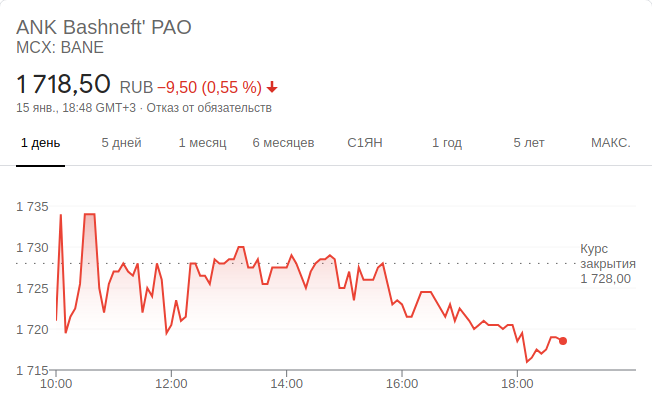 ANK Bashneft' PAO
MCX: BANE
1 718,50 RUB −9,50 (0,55 %)
15 янв., 18:48 GMT+3 · Отказ от обязательств
1 день 5 дней 1 месяц 6 месяцев С1ЯН 1 год 5 лет МАКС.
1 735
1 730
Курс
закрытия
1 728,00
1 725
1 720
1 715
10:00 12:00 14:00 16:00 18:00